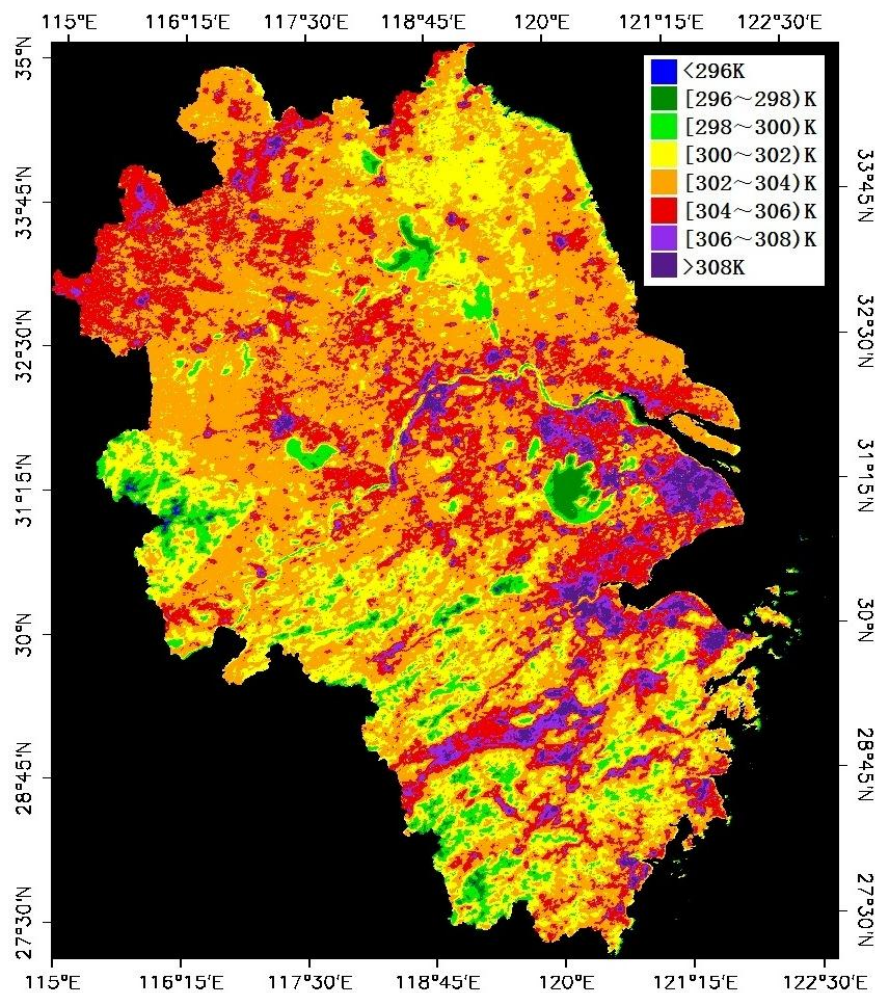 115°E 116°15′E 117°30′E 118°45′E 120°E 121°15′E 122°30′E
35°N
33°45′N
32°30′N
31°15′N
30°N
28°45′N
27°30′N
<296K
[296～298)K
[298～300)K
[300～302)K
[302～304)K
[304～306)K
[306～308)K
>308K
33°45′N
32°30′N
31°15′N
30°N
28°45′N
27°30′N
115°E 116°15′E 117°30′E 118°45′E 120°E 121°15′E 122°30′E